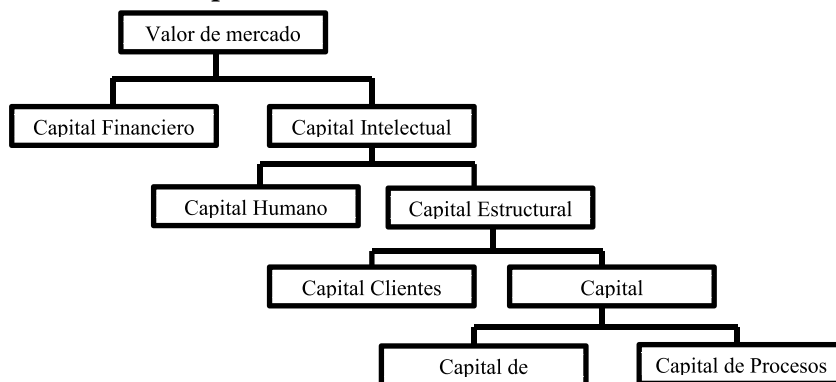 Valor de mercado
Capital Financiero
Capital Intelectual
Capital Humano
Capital Estructural
Capital Clientes
Capital
Capital de
Capital de Procesos